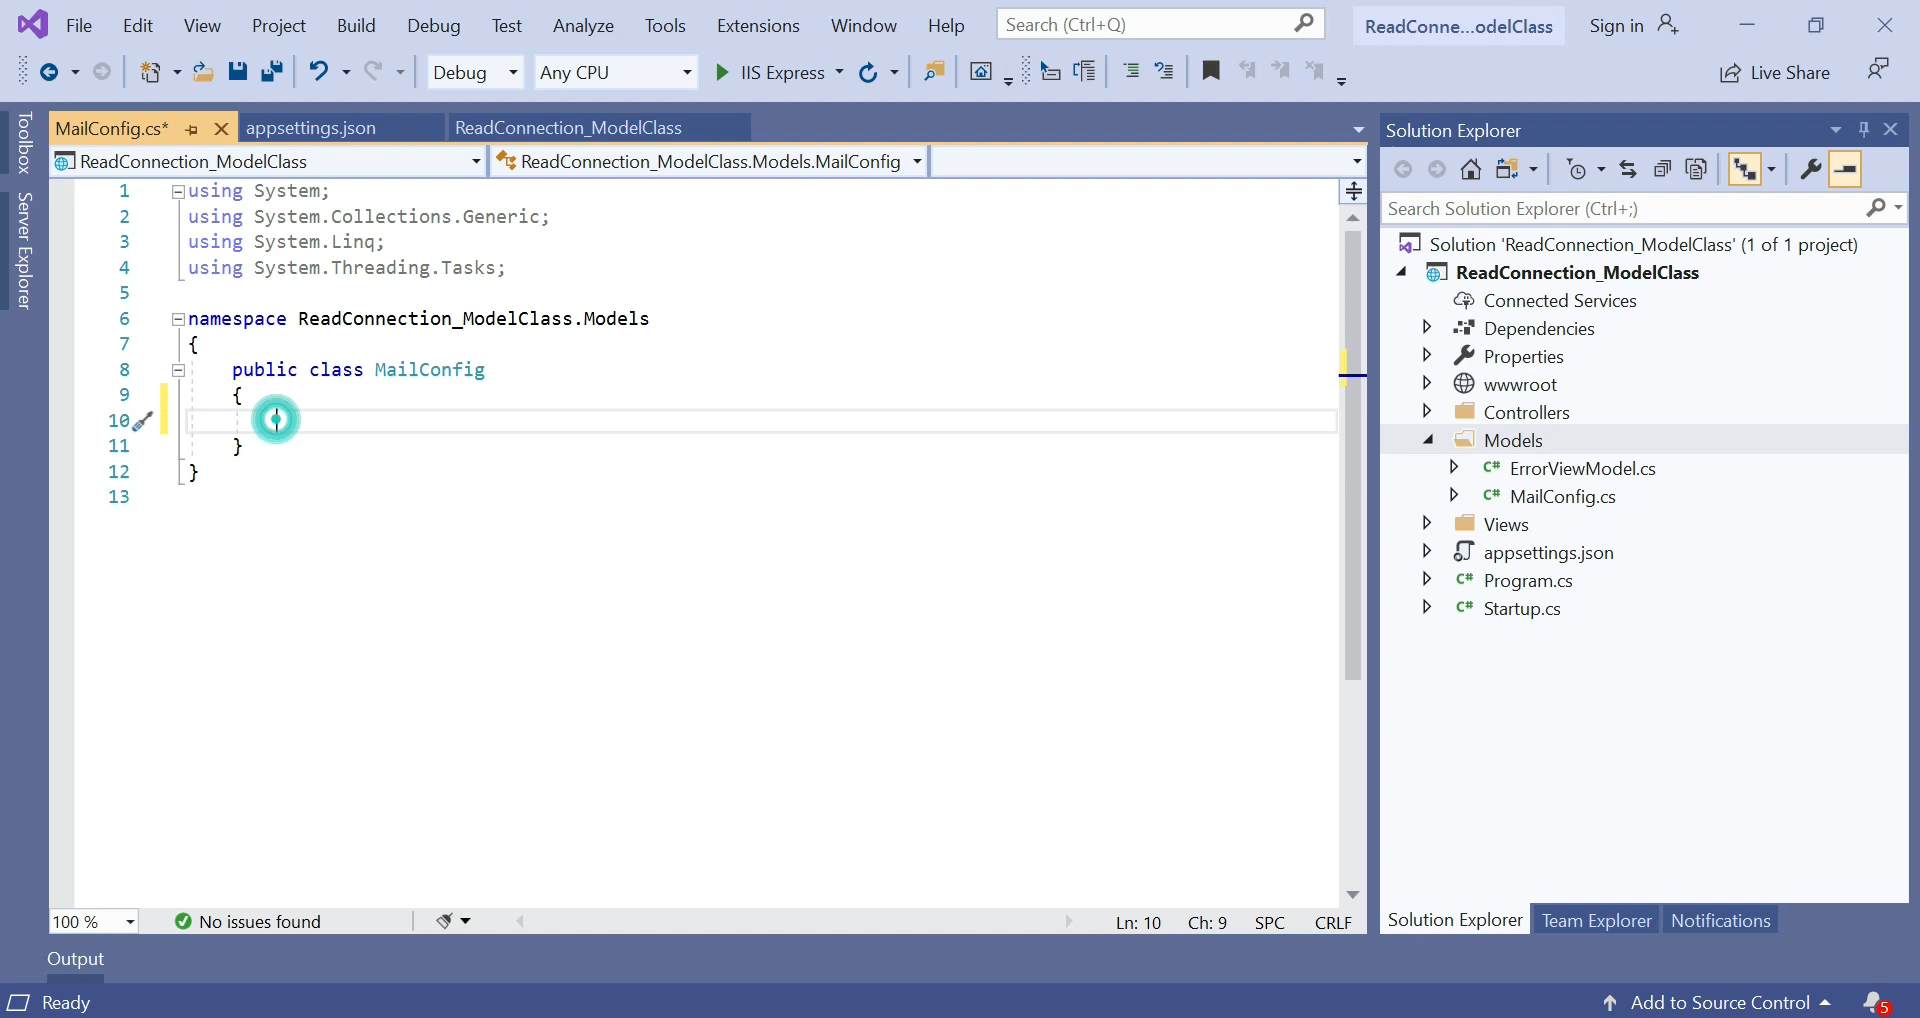 File Edit View Project Build Debug Test Analyze Tools Extensions Window Help Search (Ctrl+Q) ReadConne...odelClass Sign in
Debug Any CPU IIS Express Live Share
Toolbox
Server Explorer
MailConfig.cs* appsettings.json ReadConnection_ModelClass
ReadConnection_ModelClass ReadConnection_ModelClass.Models.MailConfig
1 using System;
2 using System.Collections.Generic;
3 using System.Linq;
4 using System.Threading.Tasks;
5
6 namespace ReadConnection_ModelClass.Models
7 {
8 public class MailConfig
9 {
10
11 }
12 }
13
100 % No issues found Ln: 10 Ch: 9 SPC CRLF
Solution Explorer
Search Solution Explorer (Ctrl+;)
Solution 'ReadConnection_ModelClass' (1 of 1 project)
ReadConnection_ModelClass
Connected Services
Dependencies
Properties
wwwroot
Controllers
Models
C# ErrorViewModel.cs
C# MailConfig.cs
Views
appsettings.json
C# Program.cs
C# Startup.cs
Solution Explorer Team Explorer Notifications
Output
Ready Add to Source Control 5